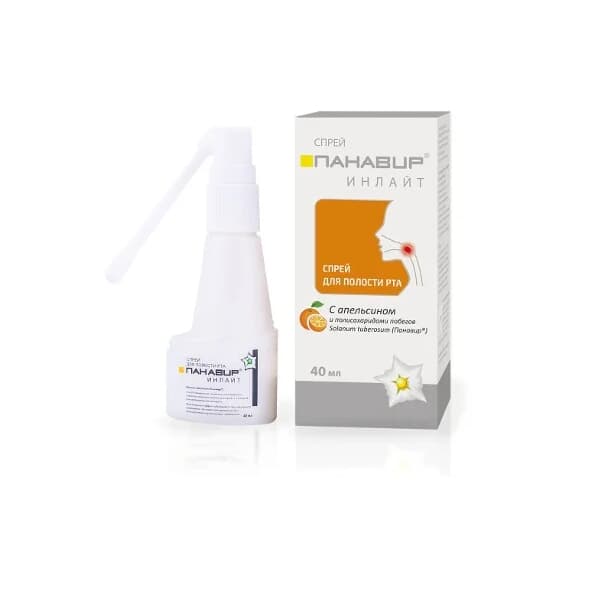 СПРЕЙ
ПАНАВИР®
ИНЛАЙТ
СПРЕЙ
ДЛЯ ПОЛОСТИ РТА
С апельсином
и полисахаридами побегов
Solanum tuberosum (Панавир®)
40 мл
СПРЕЙ
ДЛЯ ПОЛОСТИ РТА
ПАНАВИР®
ИНЛАЙТ
40 мл